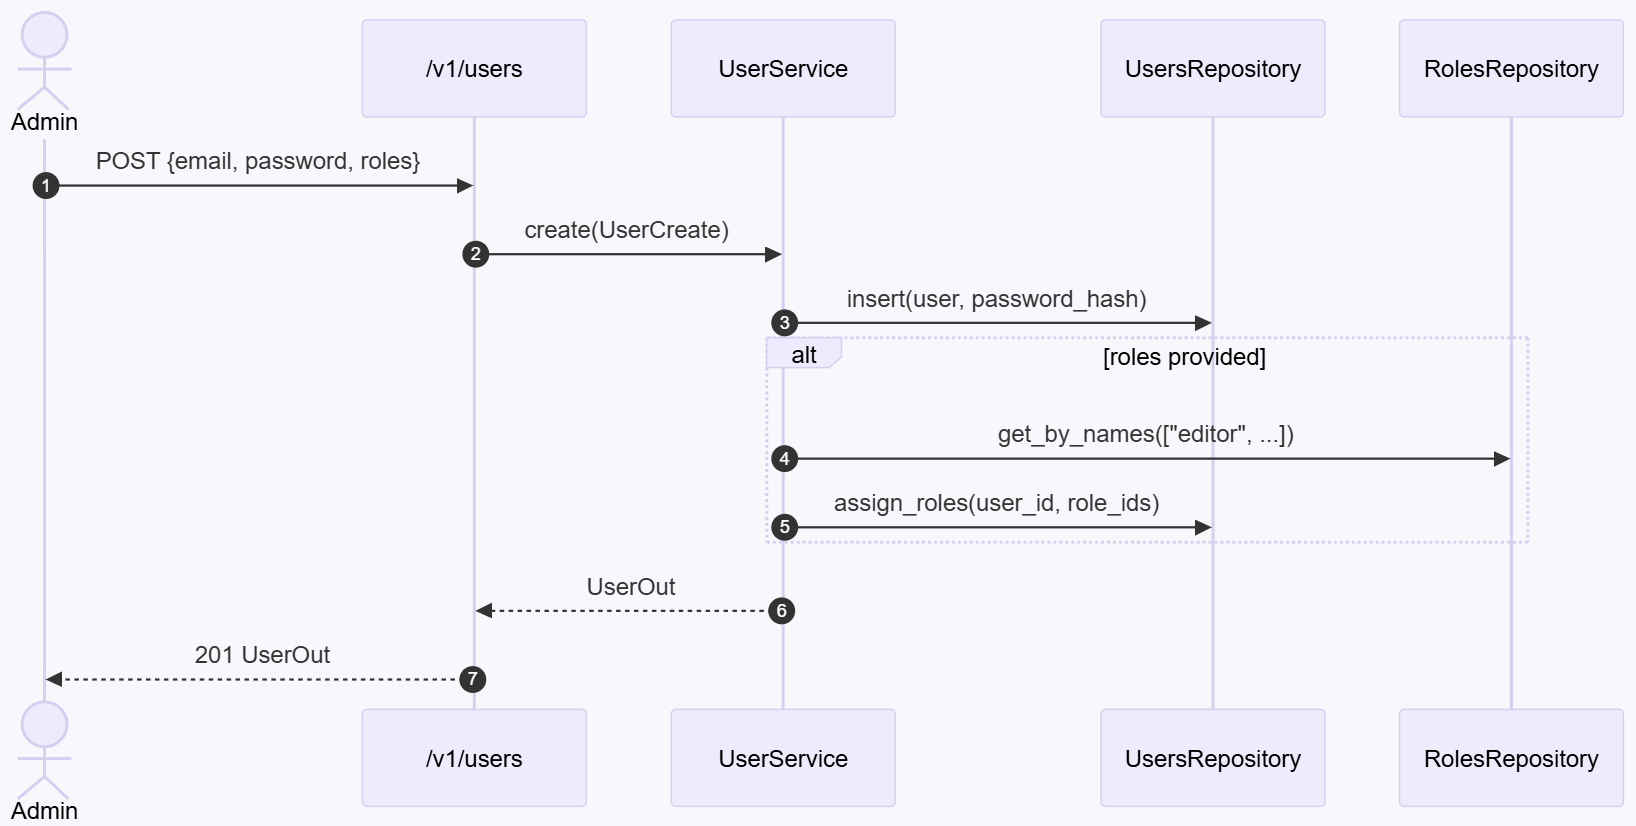 Admin
/v1/users
UserService
UsersRepository
RolesRepository
POST {email, password, roles}
1
create(UserCreate)
2
insert(user, password_hash)
3
alt
[roles provided]
get_by_names(["editor", ...])
4
assign_roles(user_id, role_ids)
5
UserOut
6
201 UserOut
7
Admin
/v1/users
UserService
UsersRepository
RolesRepository